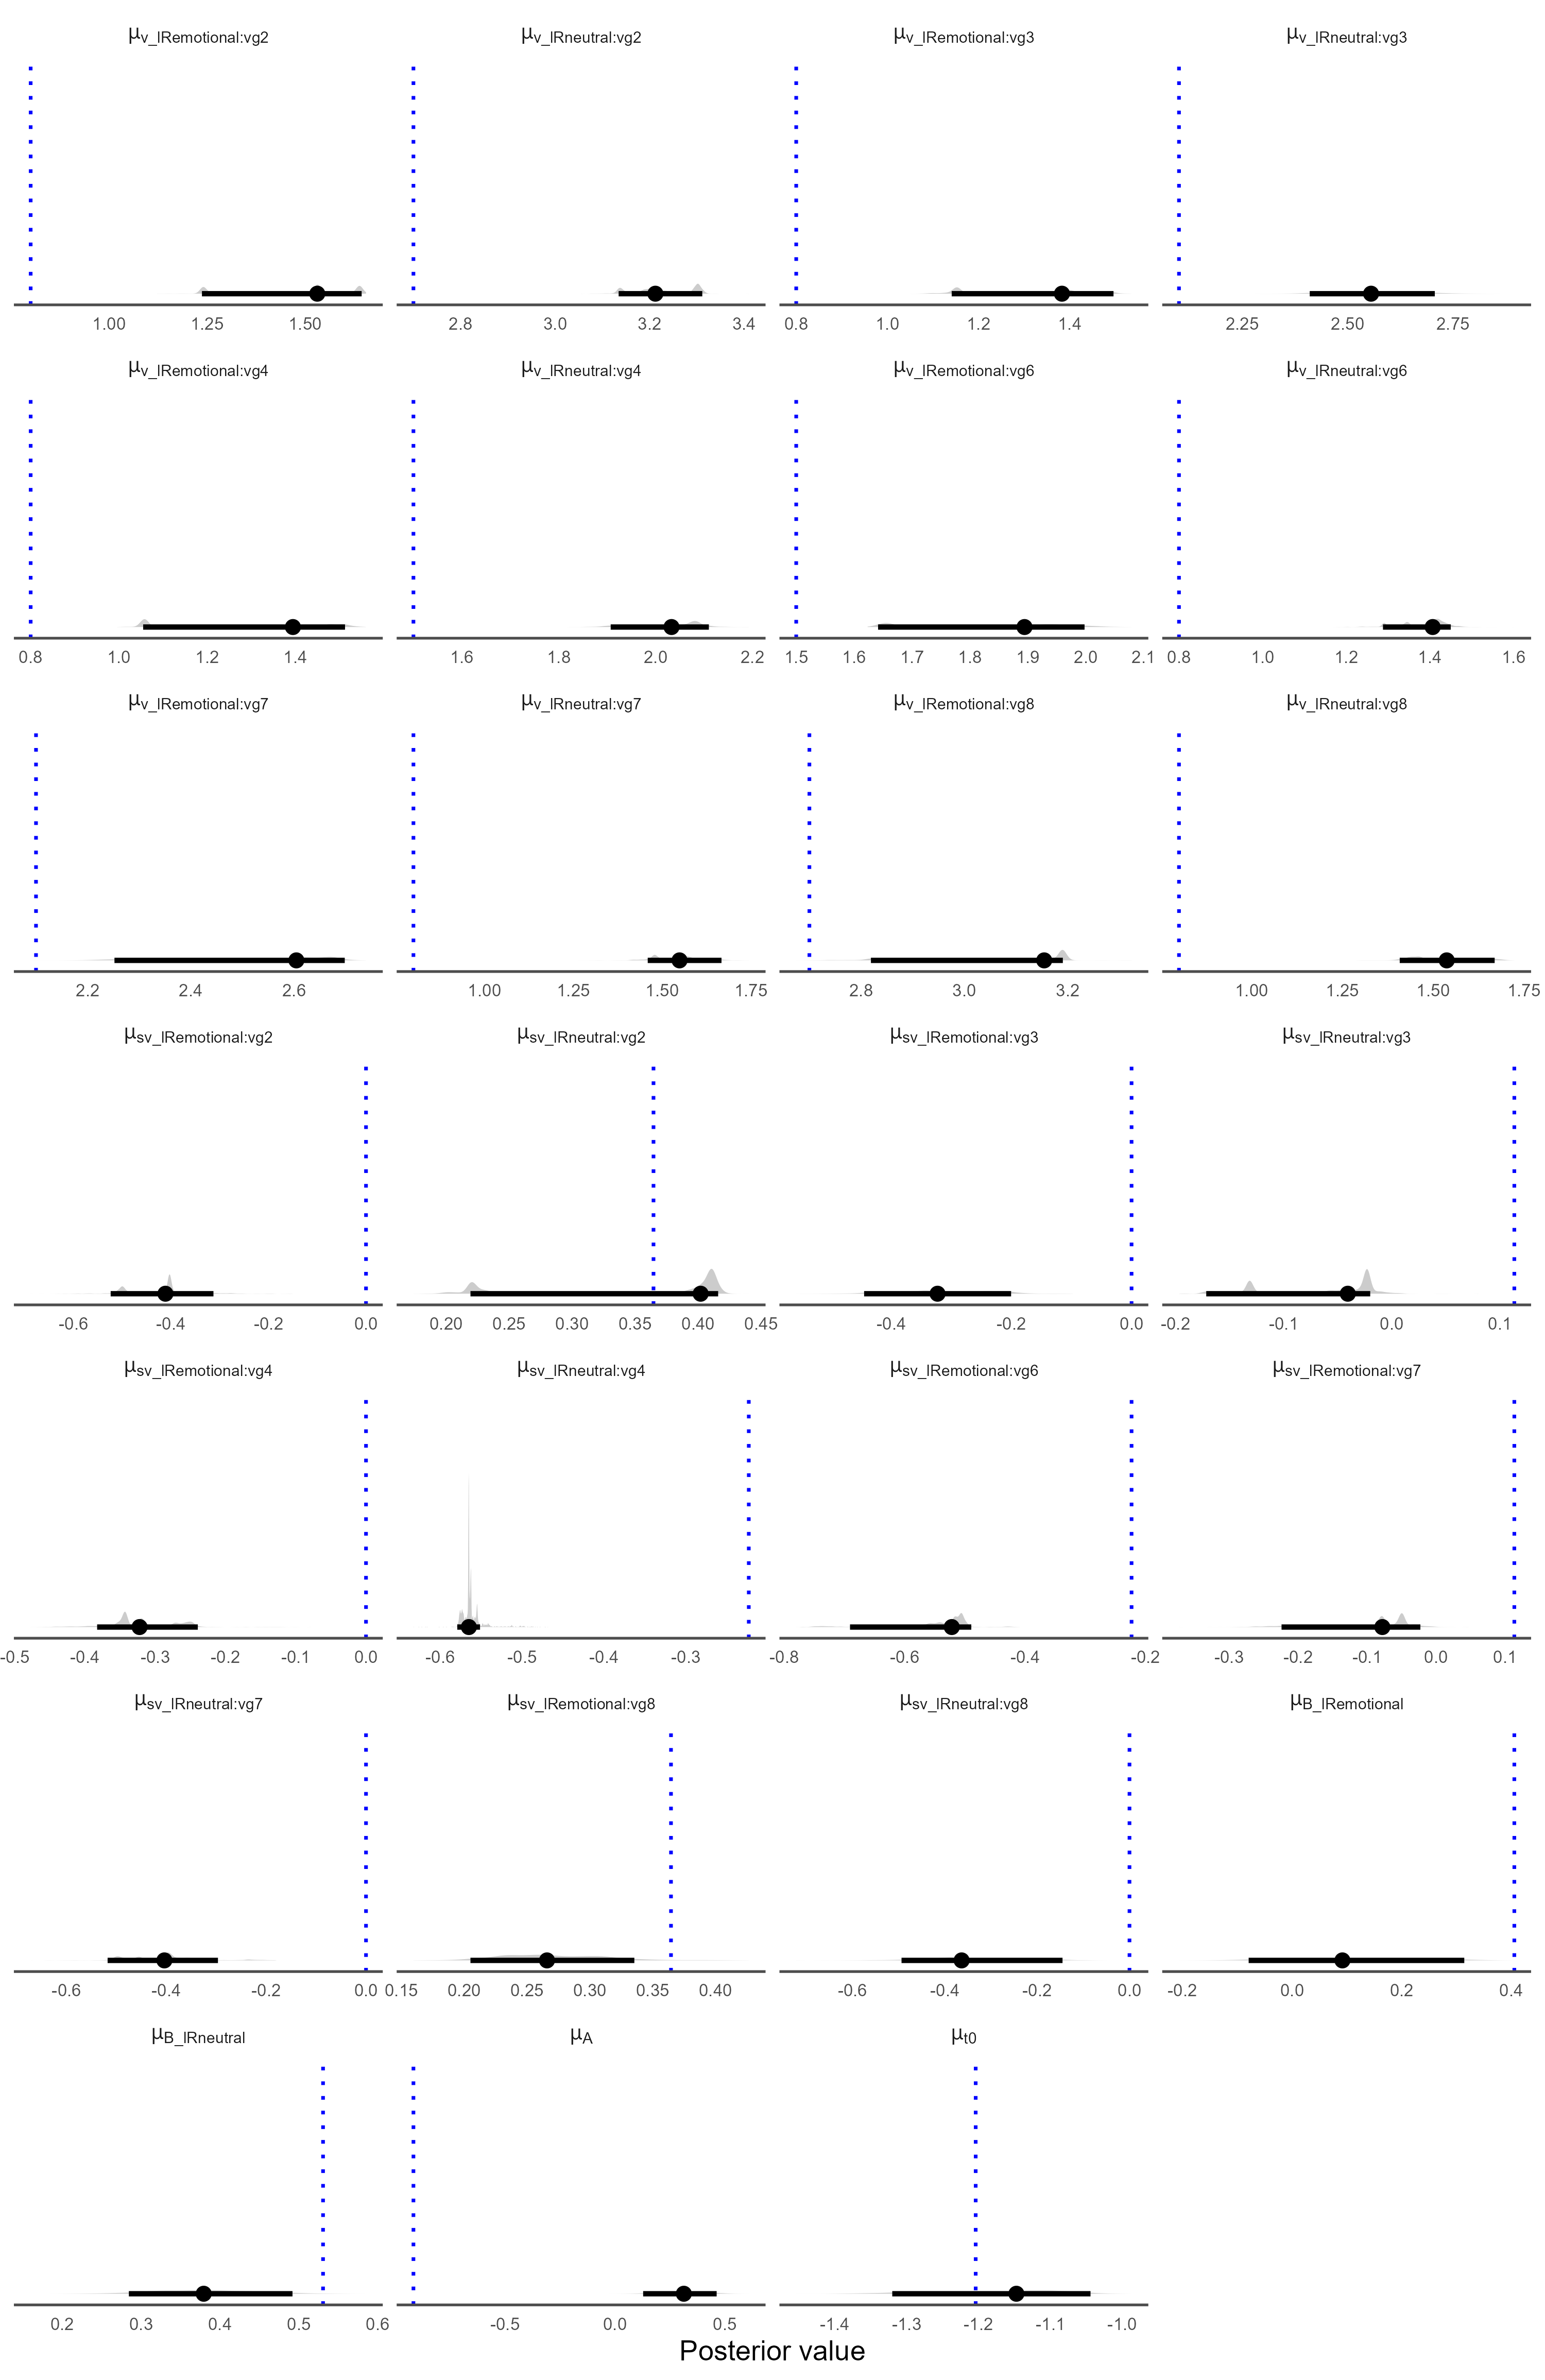 μv_lRemotional:vg2 μv_lRneutral:vg2 μv_lRemotional:vg3 μv_lRneutral:vg3
1.00 1.25 1.50 2.8 3.0 3.2 3.4 0.8 1.0 1.2 1.4 2.25 2.50 2.75
μv_lRemotional:vg4 μv_lRneutral:vg4 μv_lRemotional:vg6 μv_lRneutral:vg6
0.8 1.0 1.2 1.4 1.6 1.8 2.0 2.2 1.5 1.6 1.7 1.8 1.9 2.0 2.1 0.8 1.0 1.2 1.4 1.6
μv_lRemotional:vg7 μv_lRneutral:vg7 μv_lRemotional:vg8 μv_lRneutral:vg8
2.2 2.4 2.6 1.00 1.25 1.50 1.75 2.8 3.0 3.2 1.00 1.25 1.50 1.75
μsv_lRemotional:vg2 μsv_lRneutral:vg2 μsv_lRemotional:vg3 μsv_lRneutral:vg3
-0.6 -0.4 -0.2 0.0 0.20 0.25 0.30 0.35 0.40 0.45 -0.4 -0.2 0.0 -0.2 -0.1 0.0 0.1
μsv_lRemotional:vg4 μsv_lRneutral:vg4 μsv_lRemotional:vg6 μsv_lRemotional:vg7
-0.5 -0.4 -0.3 -0.2 -0.1 0.0 -0.6 -0.5 -0.4 -0.3 -0.8 -0.6 -0.4 -0.2 -0.3 -0.2 -0.1 0.0 0.1
μsv_lRneutral:vg7 μsv_lRemotional:vg8 μsv_lRneutral:vg8 μB_lRemotional
-0.6 -0.4 -0.2 0.0 0.15 0.20 0.25 0.30 0.35 0.40 -0.6 -0.4 -0.2 0.0 -0.2 0.0 0.2 0.4
μB_lRneutral μA μt0
0.2 0.3 0.4 0.5 0.6 -0.5 0.0 0.5 -1.4 -1.3 -1.2 -1.1 -1.0
Posterior value